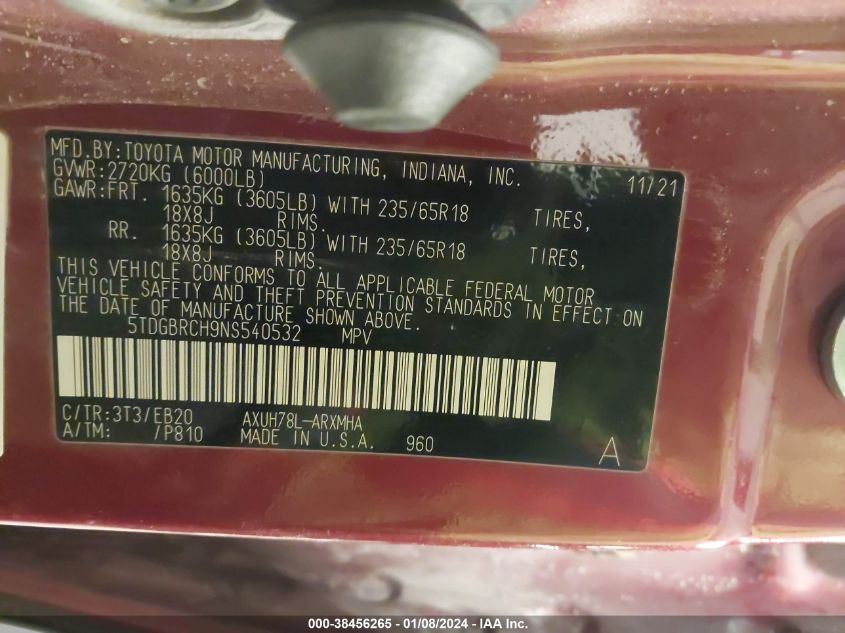 MFD.BY:TOYOTA MOTOR MANUFACTURING, INDIANA, INC. 11/21
GVWR:2720KG (6000LB)
GAWR:FRT. 1635KG (3605LB) WITH 235/65R18 TIRES,
18X8J RIMS.
RR. 1635KG (3605LB) WITH 235/65R18 TIRES,
18X8J RIMS.
THIS VEHICLE CONFORMS TO ALL APPLICABLE FEDERAL MOTOR
VEHICLE SAFETY AND THEFT PREVENTION STANDARDS IN EFFECT ON
THE DATE OF MANUFACTURE SHOWN ABOVE.
5TDGBRCH9NS540532 MPV
C/TR:3T3/EB20 AXUH78L-ARXMHA
A/TM: /P810 MADE IN U.S.A. 960 A
000-38456265 - 01/08/2024 - IAA Inc.